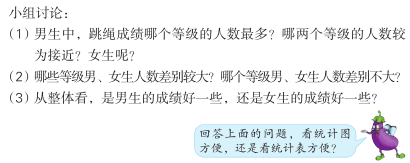 小组讨论：
（1）男生中，跳绳成绩哪个等级的人数最多？哪两个等级的人数较
为接近？女生呢？
（2）哪些等级男、女生人数差别较大？哪个等级男、女生人数差别不大？
（3）从整体看，是男生的成绩好一些，还是女生的成绩好一些？
回答上面的问题，看统计图
方便，还是看统计表方便？